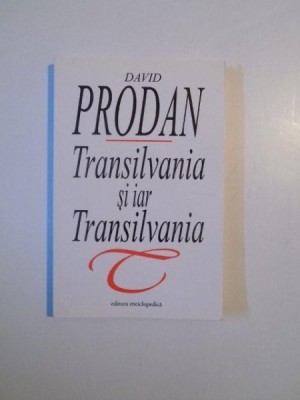 DAVID
PRODAN
Transilvania
și iar
Transilvania
T
editura enciclopedică